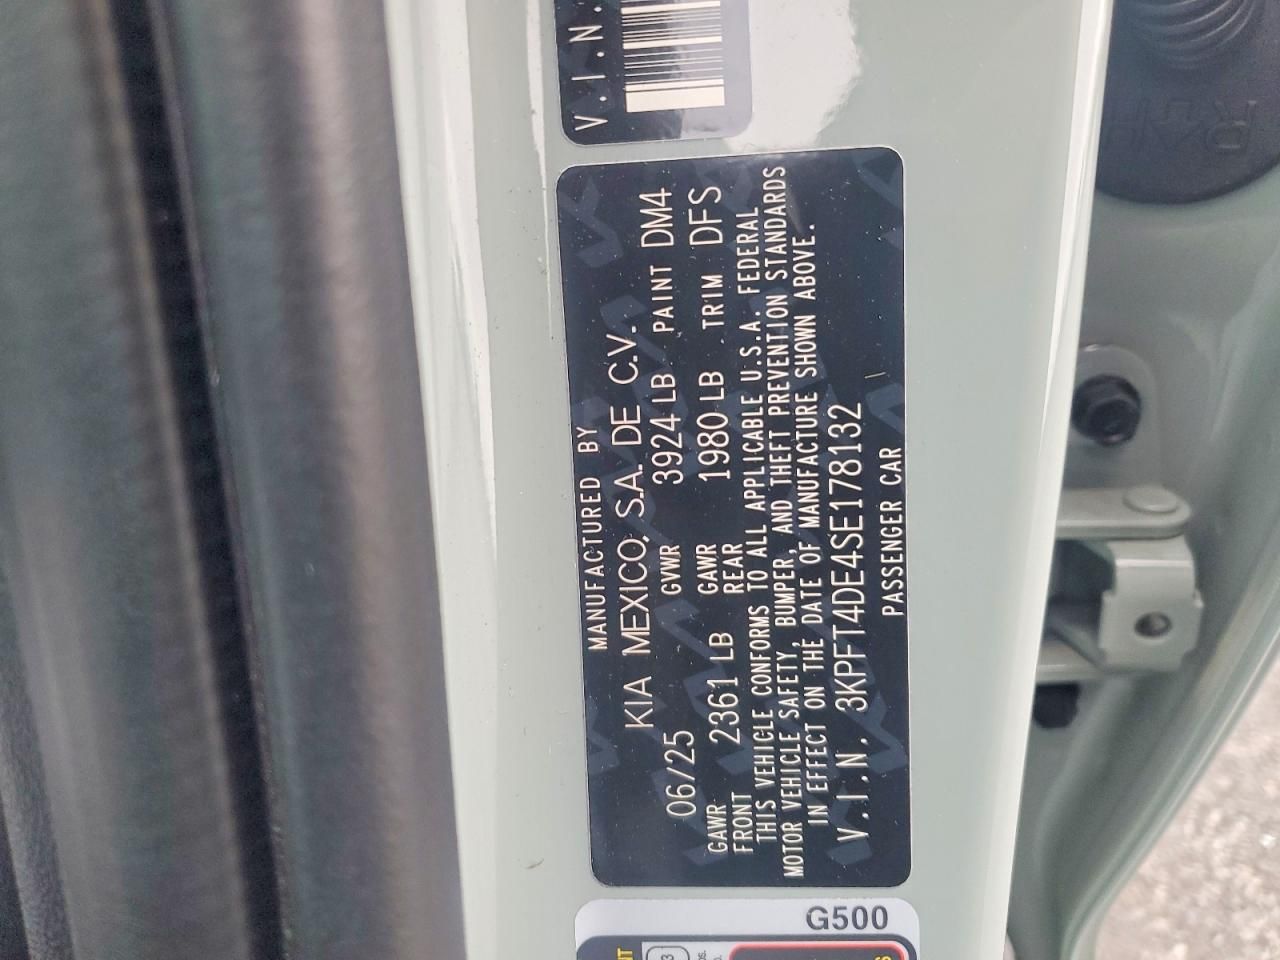 V.I.N.
MANUFACTURED BY
KIA MEXICO, S.A. DE C.V.
06/25 GVWR 3924 LB PAINT DM4
GAWR FRONT 2361 LB GAWR REAR 1980 LB TRIM DFS
THIS VEHICLE CONFORMS TO ALL APPLICABLE U.S.A. FEDERAL
MOTOR VEHICLE SAFETY, BUMPER, AND THEFT PREVENTION STANDARDS
IN EFFECT ON THE DATE OF MANUFACTURE SHOWN ABOVE.
V.I.N. 3KPFT4DE4SE178132
PASSENGER CAR
G500